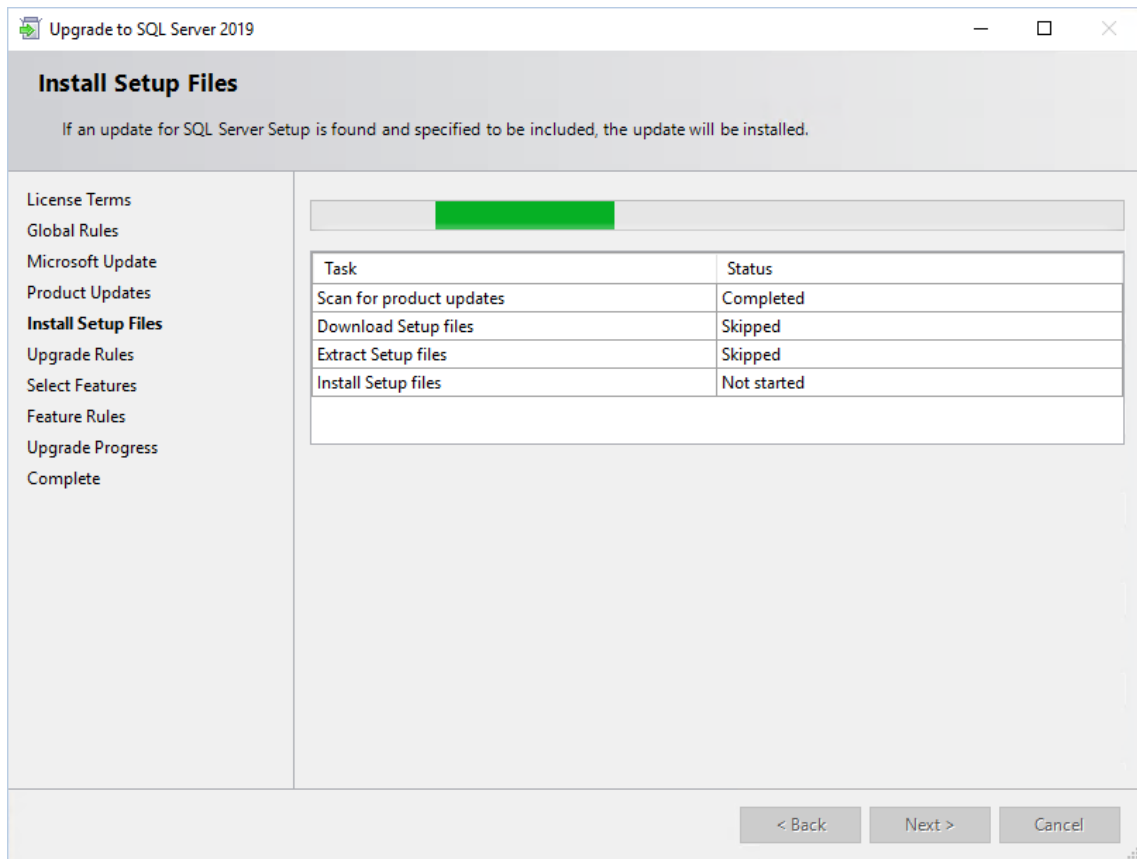 Upgrade to SQL Server 2019
Install Setup Files
If an update for SQL Server Setup is found and specified to be included, the update will be installed.
License Terms
Global Rules
Microsoft Update
Product Updates
Install Setup Files
Upgrade Rules
Select Features
Feature Rules
Upgrade Progress
Complete
Task Status
Scan for product updates Completed
Download Setup files Skipped
Extract Setup files Skipped
Install Setup files Not started
< Back Next > Cancel